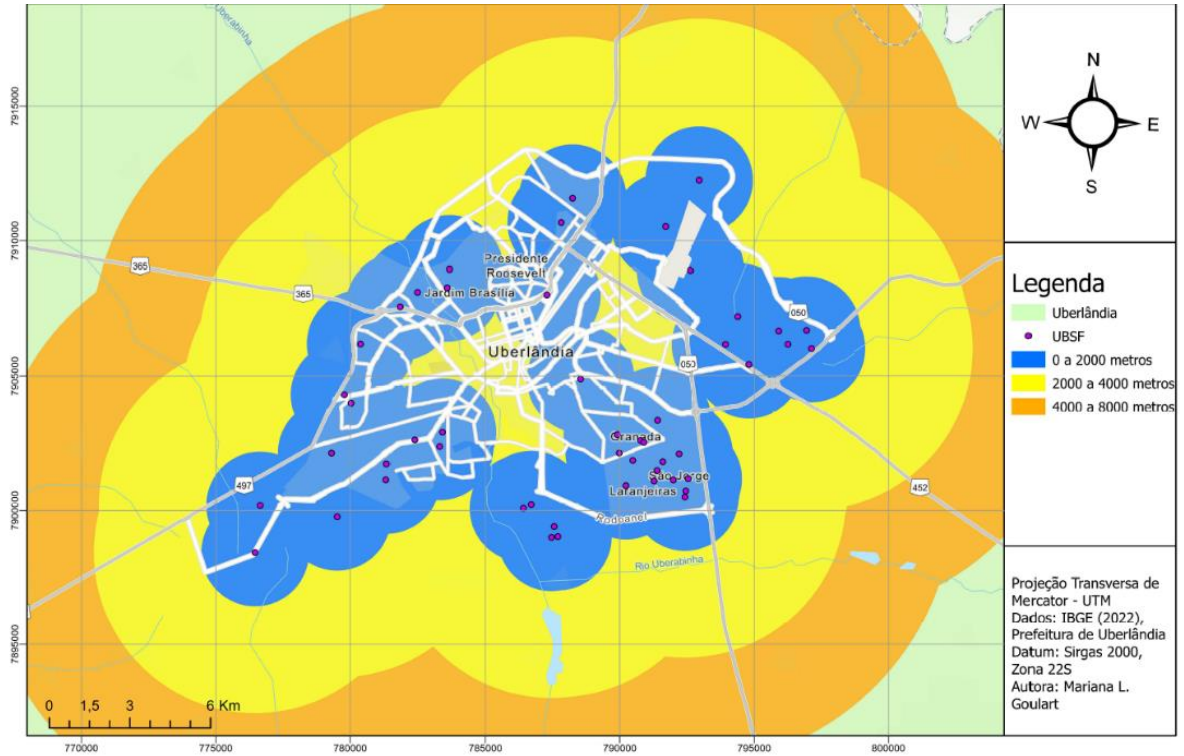 Uberabinha
7915000
7910000
7905000
7900000
7895000
365
365
Presidente
Roosevelt
Jardim Brasília
Uberlândia
050
050
Granada
São Jorge
Laranjeiras
497
452
Rodoanel
Rio Uberabinha
0 1,5 3 6 Km
770000 775000 780000 785000 790000 795000 800000
N
W E
S
Legenda
Uberlândia
UBSF
0 a 2000 metros
2000 a 4000 metros
4000 a 8000 metros
Projeção Transversa de
Mercator - UTM
Dados: IBGE (2022),
Prefeitura de Uberlândia
Datum: Sirgas 2000,
Zona 22S
Autora: Mariana L.
Goulart